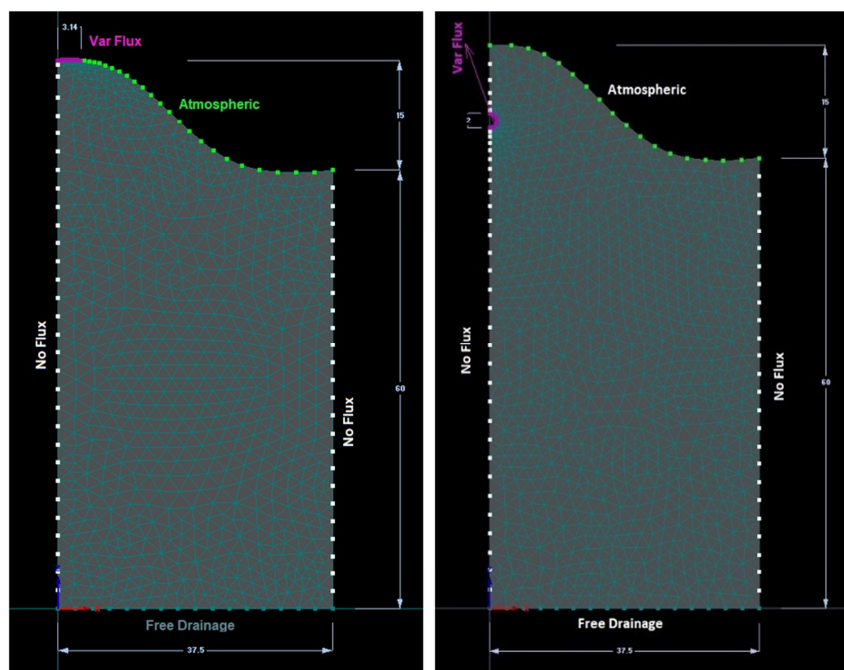 3.14
Var Flux
Atmospheric
15
No Flux
60
No Flux
Free Drainage
37.5
Var Flux
Atmospheric
15
2
No Flux
60
No Flux
Free Drainage
37.5